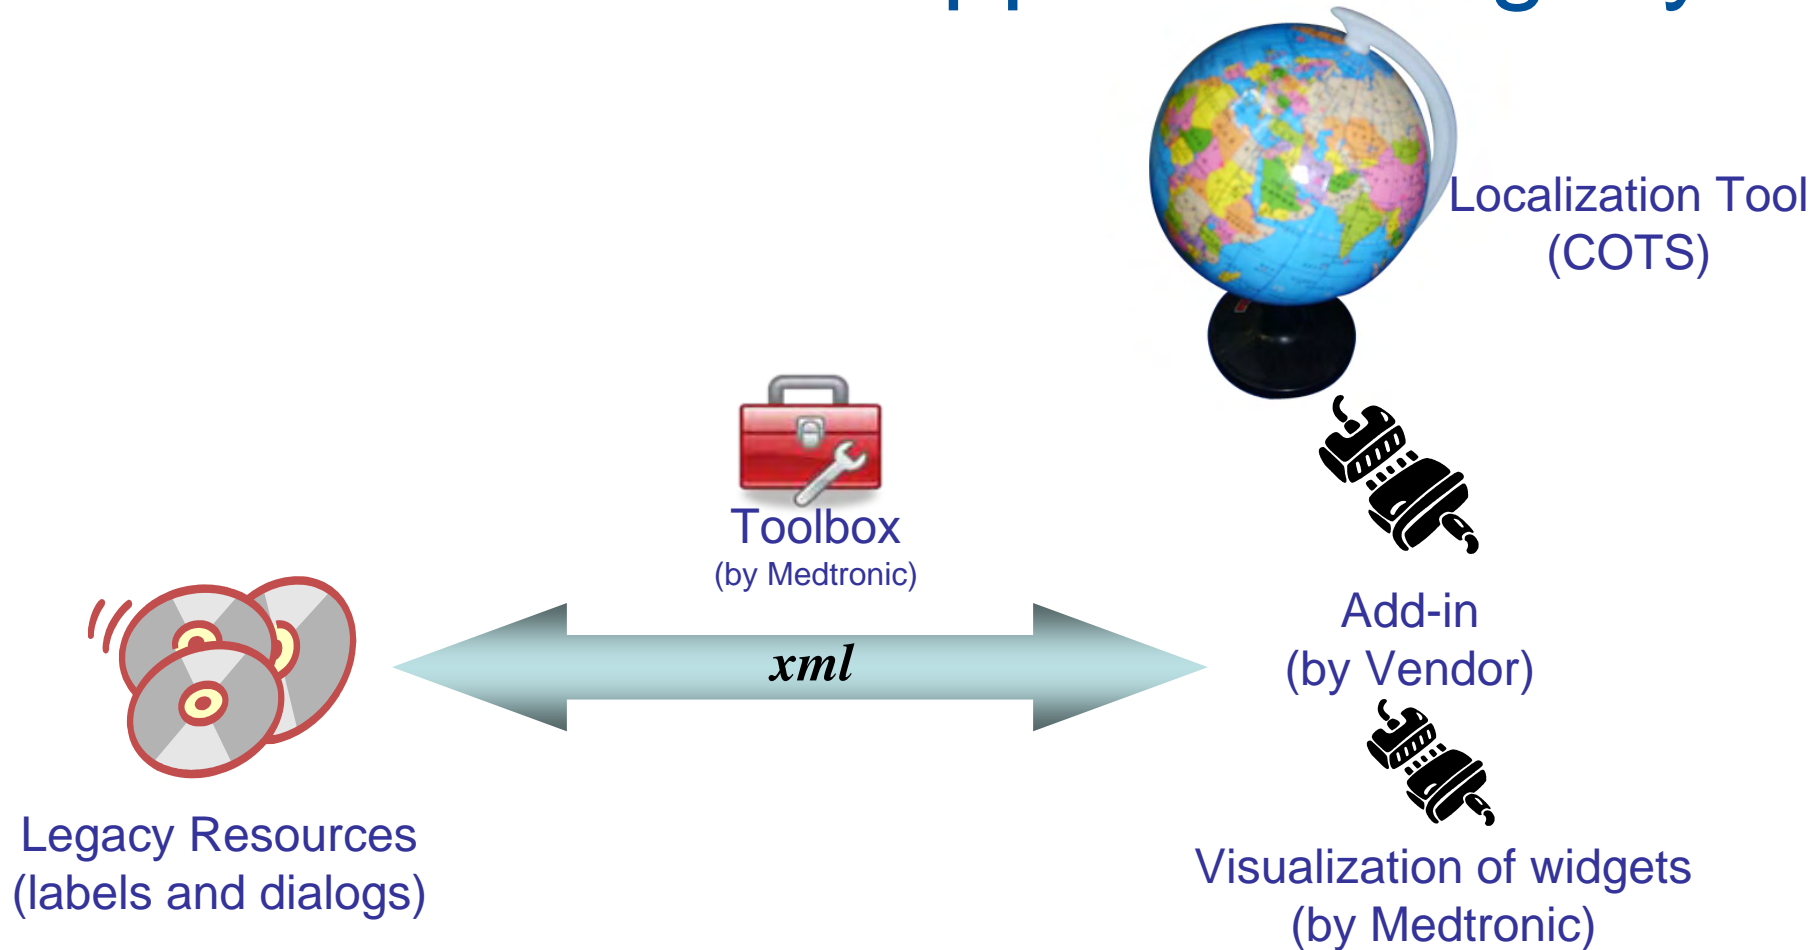 Localization Tool
(COTS)
Toolbox
(by Medtronic)
xml
Add-in
(by Vendor)
Legacy Resources
(labels and dialogs)
Visualization of widgets
(by Medtronic)